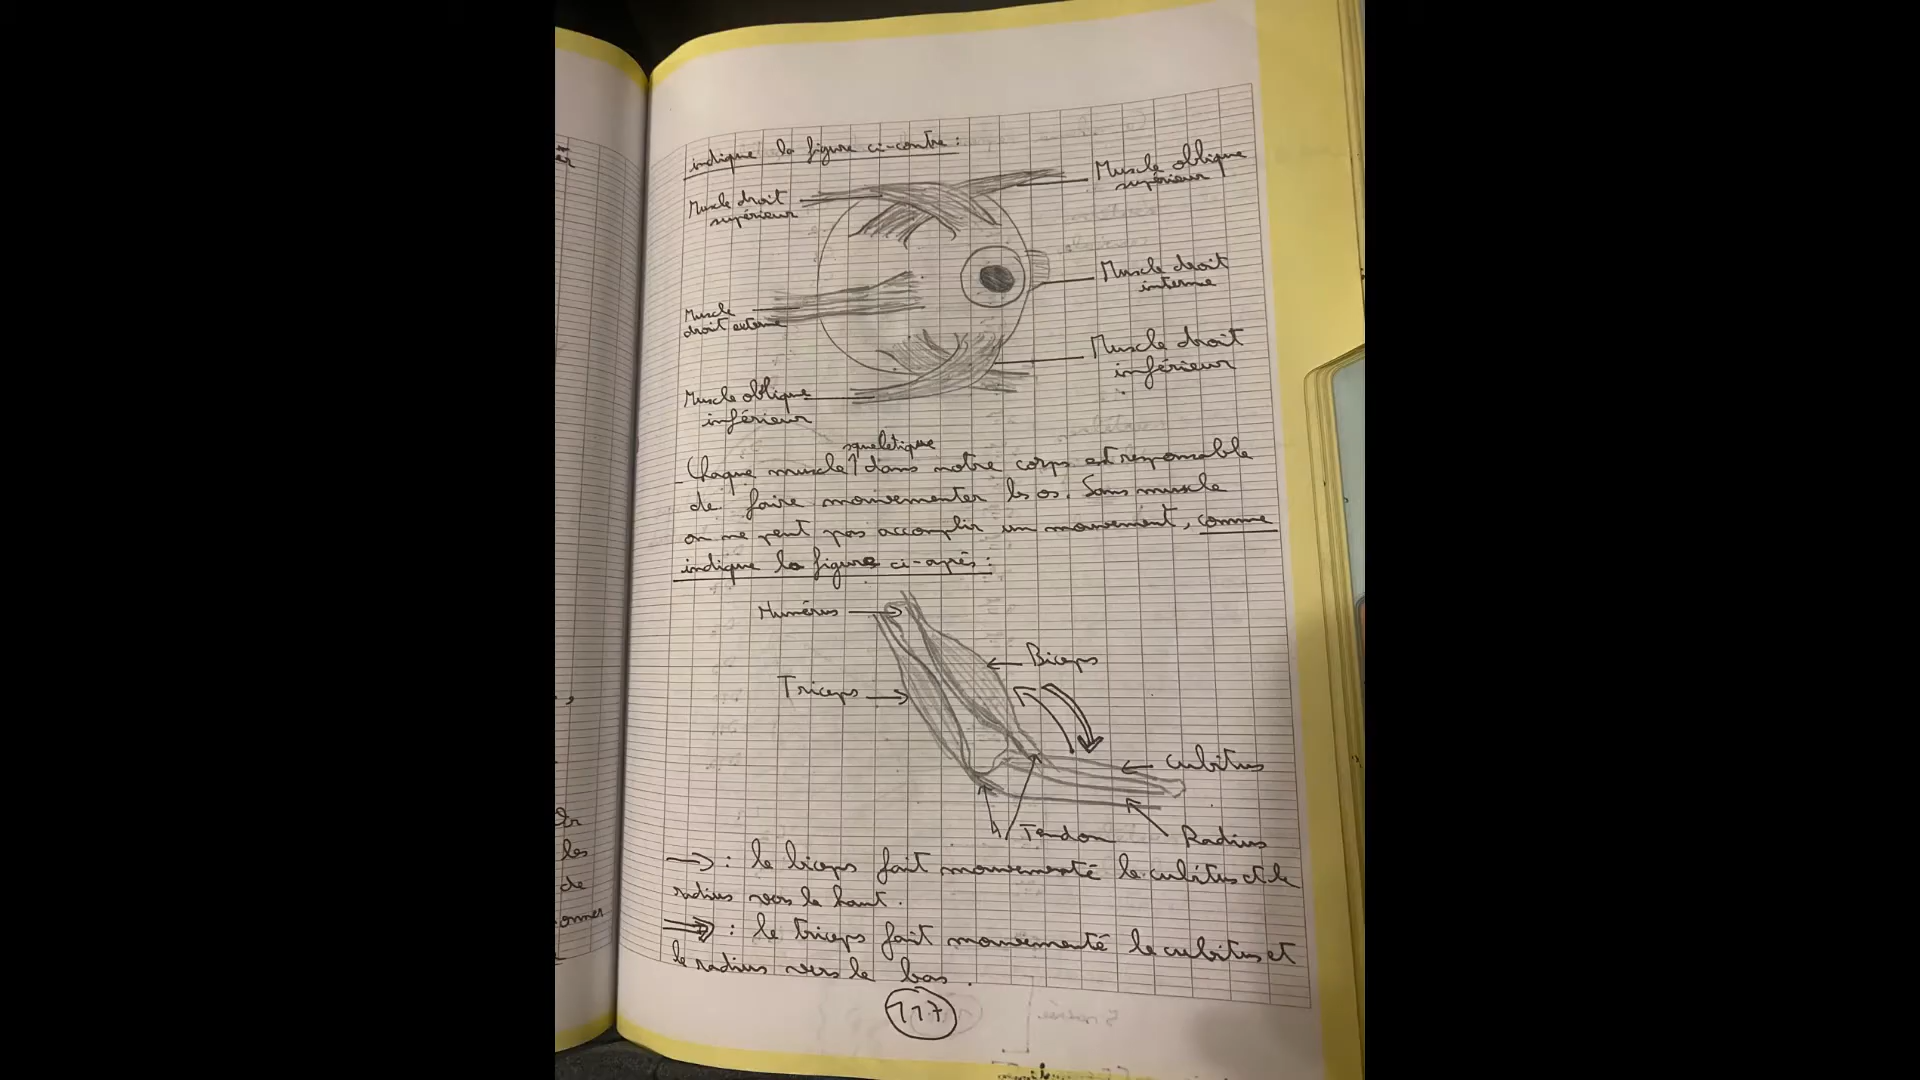 indique la figure ci-contre :
Muscle oblique
supérieur
Muscle droit
supérieur
Muscle droit
interne
Muscle
droit externe
Muscle droit
inférieur
Muscle oblique
inférieur
squeletique
- Chaque muscle dans notre corps est responsable
de faire mouvementer les os. Sans muscle
on ne peut pas accomplir un mouvement, comme
indique la figure ci-après :
Humérus
Biceps
Triceps
Cubitus
Tendon
Radius
→ : le biceps fait mouvementé le cubitus et le
radius vers le haut.
⇒ : le triceps fait mouvementé le cubitus et
le radius vers le bas.
117
les
de